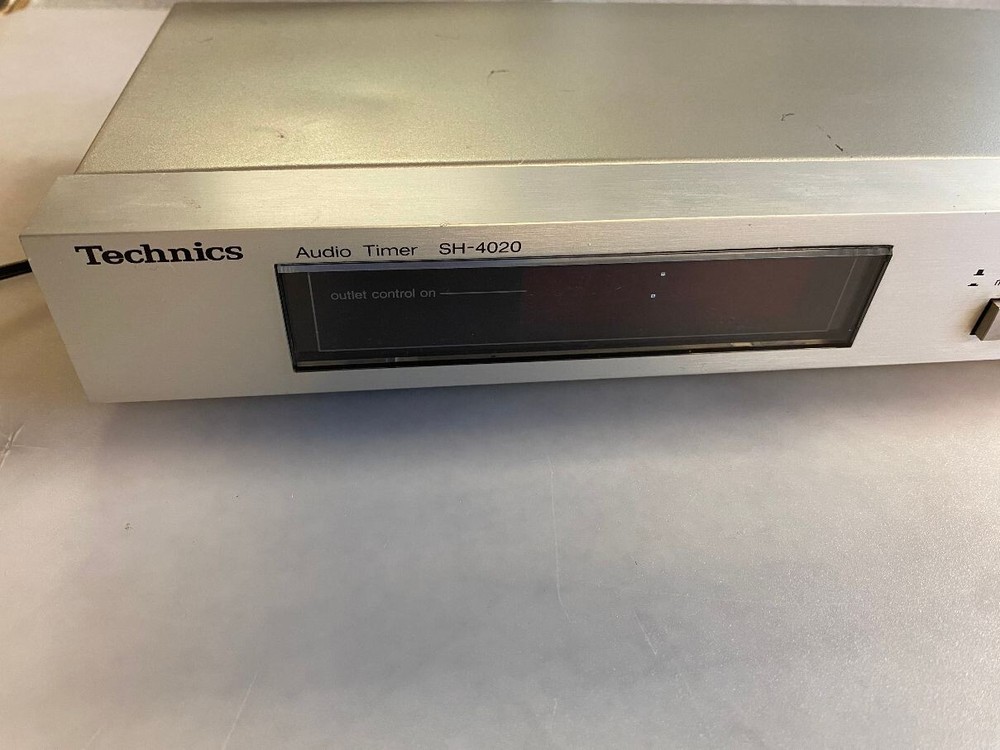 Technics
Audio Timer SH-4020
outlet control on